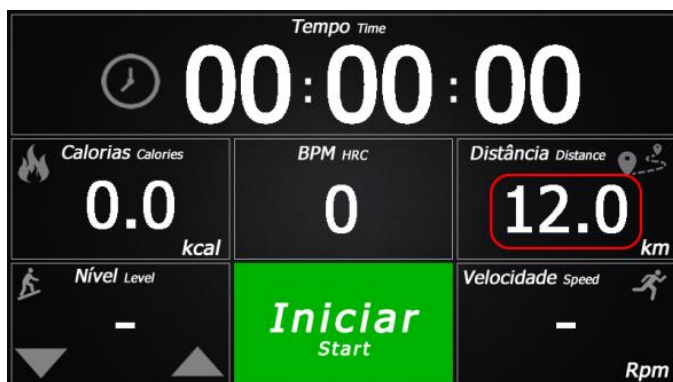 Tempo Time
00:00:00
Calorias Calories
0.0
kcal
BPM HRC
0
Distância Distance
12.0
km
Nível Level
-
Iniciar
Start
Velocidade Speed
-
Rpm